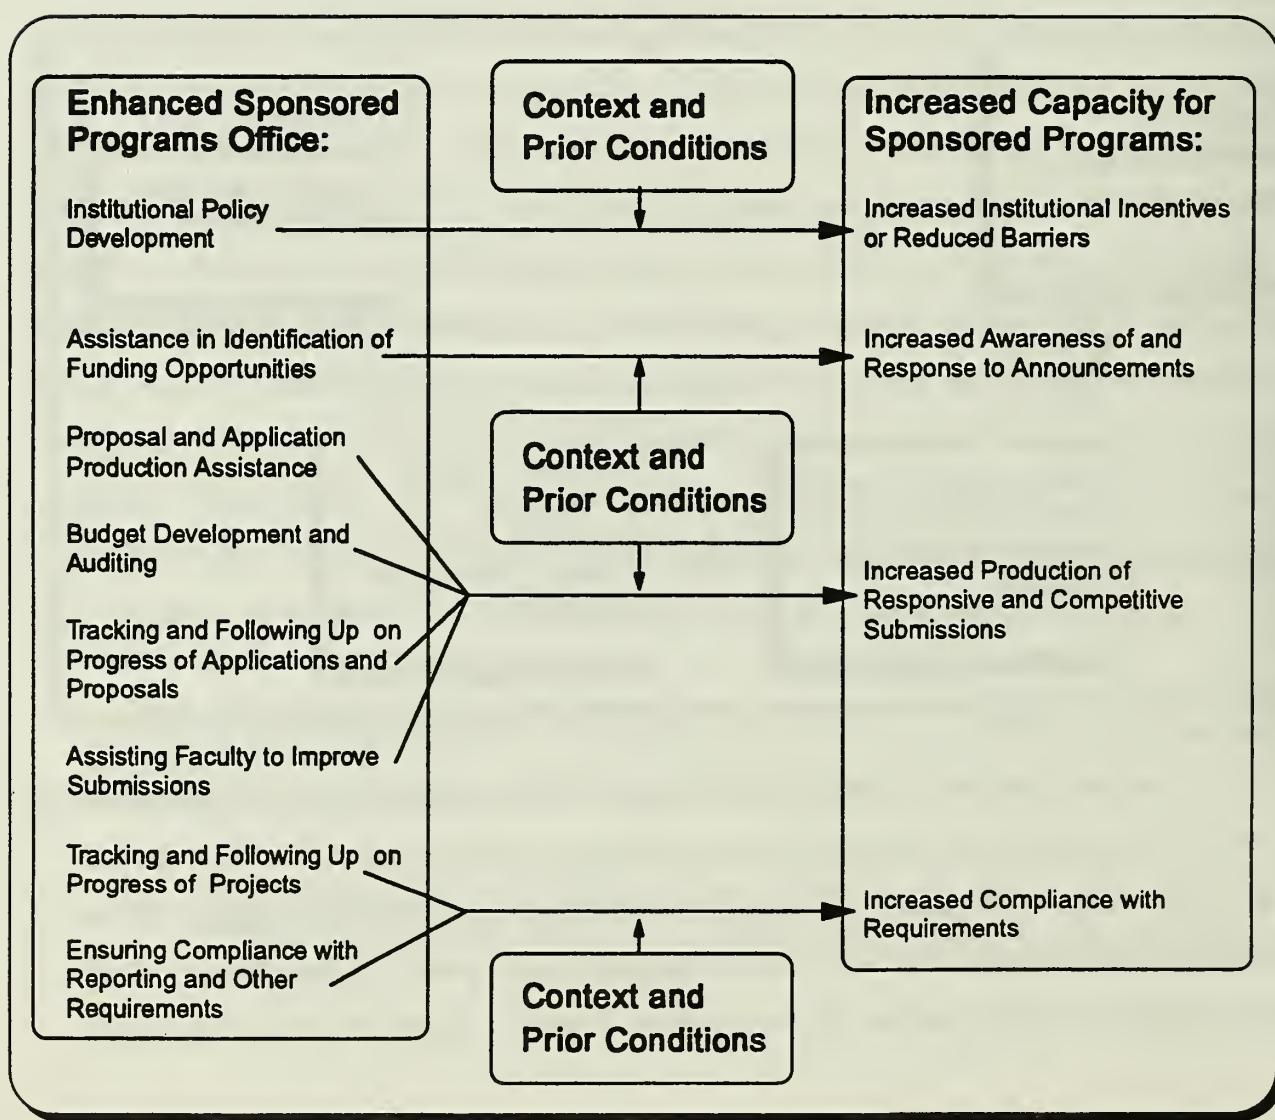 Enhanced Sponsored
Programs Office:
Institutional Policy
Development
Assistance in Identification of
Funding Opportunities
Proposal and Application
Production Assistance
Budget Development and
Auditing
Tracking and Following Up on
Progress of Applications and
Proposals
Assisting Faculty to Improve
Submissions
Tracking and Following Up on
Progress of Projects
Ensuring Compliance with
Reporting and Other
Requirements
Context and
Prior Conditions
Context and
Prior Conditions
Context and
Prior Conditions
Increased Capacity for
Sponsored Programs:
Increased Institutional Incentives
or Reduced Barriers
Increased Awareness of and
Response to Announcements
Increased Production of
Responsive and Competitive
Submissions
Increased Compliance with
Requirements